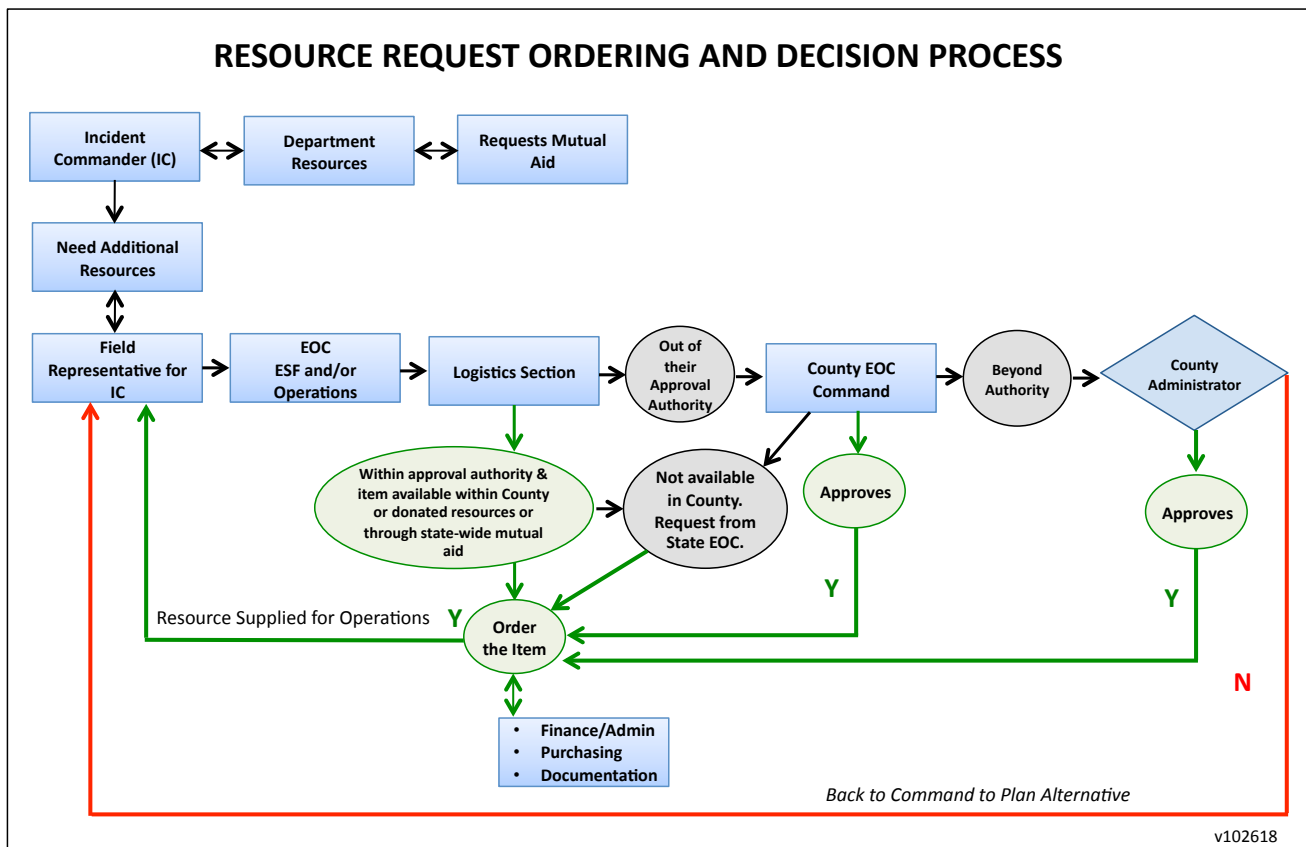 RESOURCE REQUEST ORDERING AND DECISION PROCESS
Incident
Commander (IC)
Department
Resources
Requests Mutual
Aid
Need Additional
Resources
Field
Representative for
IC
EOC
ESF and/or
Operations
Logistics Section
Out of
their
Approval
Authority
County EOC
Command
Beyond
Authority
County
Administrator
Within approval authority &
item available within County
or donated resources or
through state-wide mutual
aid
Not available
in County.
Request from
State EOC.
Approves
Approves
Y
Y
Resource Supplied for Operations
Y
Order
the Item
N
• Finance/Admin
• Purchasing
• Documentation
Back to Command to Plan Alternative
v102618